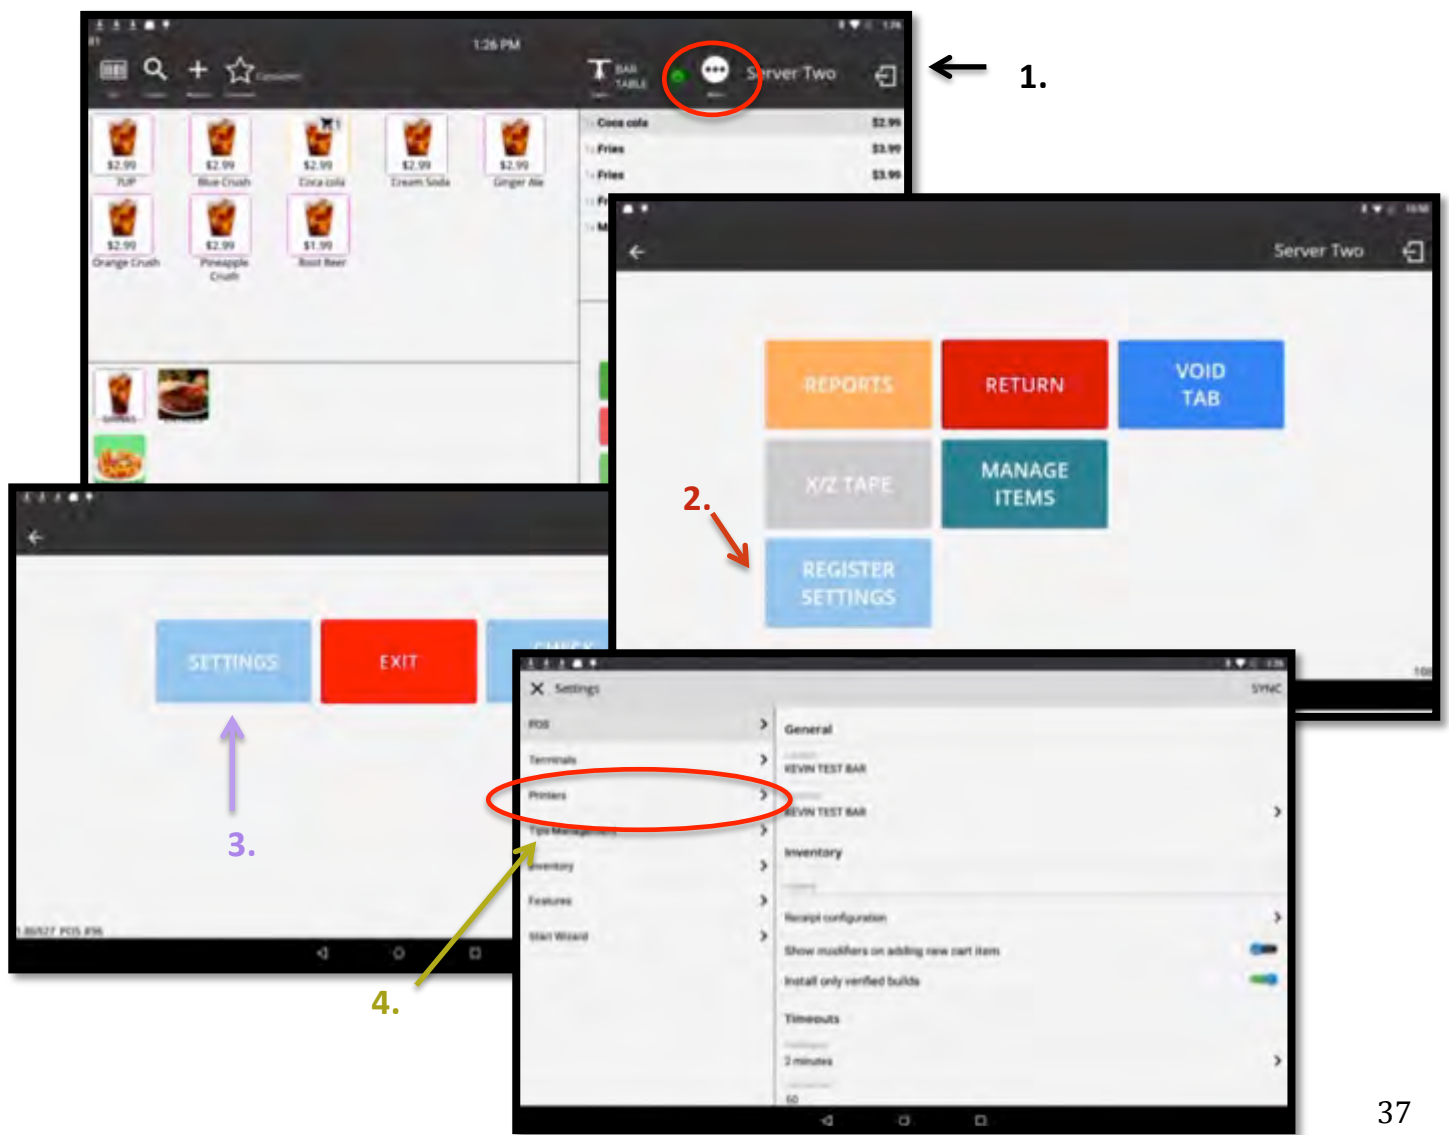 1:26 PM
BAR
TABLE
Server Two
1.
$2.99
$2.99
$2.99
$2.99
$2.99
7UP
Blue Crush
Coca cola
Cream Soda
Ginger Ale
$2.99
$2.99
$1.99
Orange Crush
Pineapple
Crush
Root Beer
Coca cola $2.99
Fries $3.99
Fries $3.99
Server Two
REPORTS
RETURN
VOID
TAB
X/Z TAPE
MANAGE
ITEMS
2.
REGISTER
SETTINGS
SETTINGS
EXIT
3.
Settings
SYNC
POS
Terminals
Printers
Tips Management
Inventory
Features
Start Wizard
General
KEVIN TEST BAR
KEVIN TEST BAR
Inventory
Receipt configuration
Show modifiers on adding new cart item
Install only verified builds
Timeouts
2 minutes
60
4.
37